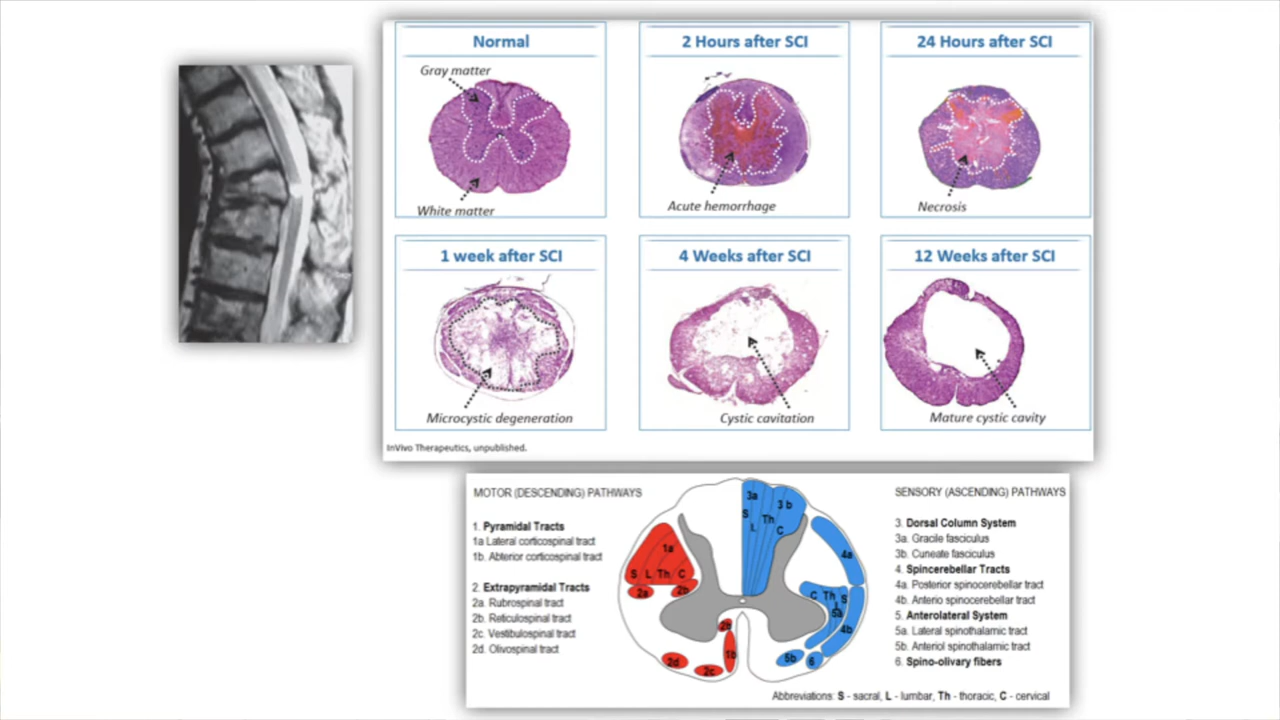 Normal
Gray matter
White matter
2 Hours after SCI
Acute hemorrhage
24 Hours after SCI
Necrosis
1 week after SCI
Microcystic degeneration
4 Weeks after SCI
Cystic cavitation
12 Weeks after SCI
Mature cystic cavity
InVivo Therapeutics, unpublished.
MOTOR (DESCENDING) PATHWAYS
1. Pyramidal Tracts
1a Lateral corticospinal tract
1b. Abterior corticospinal tract
2. Extrapyramidal Tracts
2a. Rubrospinal tract
2b. Reticulospinal tract
2c. Vestibulospinal tract
2d. Olivospinal tract
3a
3 b
S
L
Th
C
1a
S L Th C
2a
2b
2b
1b
2d
2c
4a
C Th L S
5a
4b
5b
6
SENSORY (ASCENDING) PATHWAYS
3. Dorsal Column System
3a. Gracile fasciculus
3b. Cuneate fasciculus
4. Spincerebellar Tracts
4a. Posterior spinocerebellar tract
4b. Anterio spinocerebellar tract
5. Anterolateral System
5a. Lateral spinothalamic tract
5b. Anteriol spinothalamic tract
6. Spino-olivary fibers
Abbreviations: S - sacral, L - lumbar, Th - thoracic, C - cervical